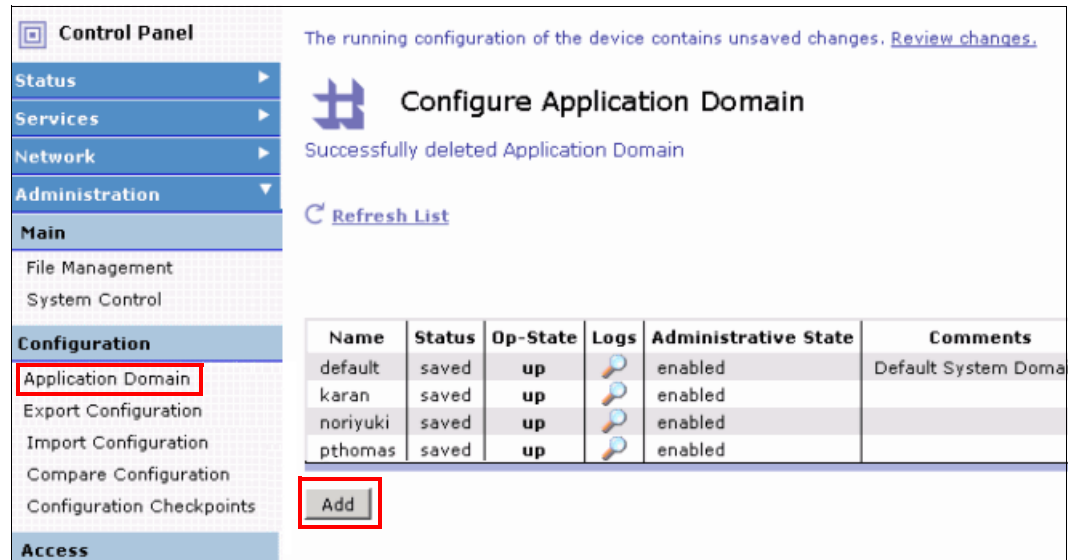 Control Panel
Status
Services
Network
Administration
Main
File Management
System Control
Configuration
Application Domain
Export Configuration
Import Configuration
Compare Configuration
Configuration Checkpoints
Access
The running configuration of the device contains unsaved changes. Review changes.
Configure Application Domain
Successfully deleted Application Domain
Refresh List
Name Status Op-State Logs Administrative State Comments
default saved up enabled Default System Domai
karan saved up enabled
noriyuki saved up enabled
pthomas saved up enabled
Add